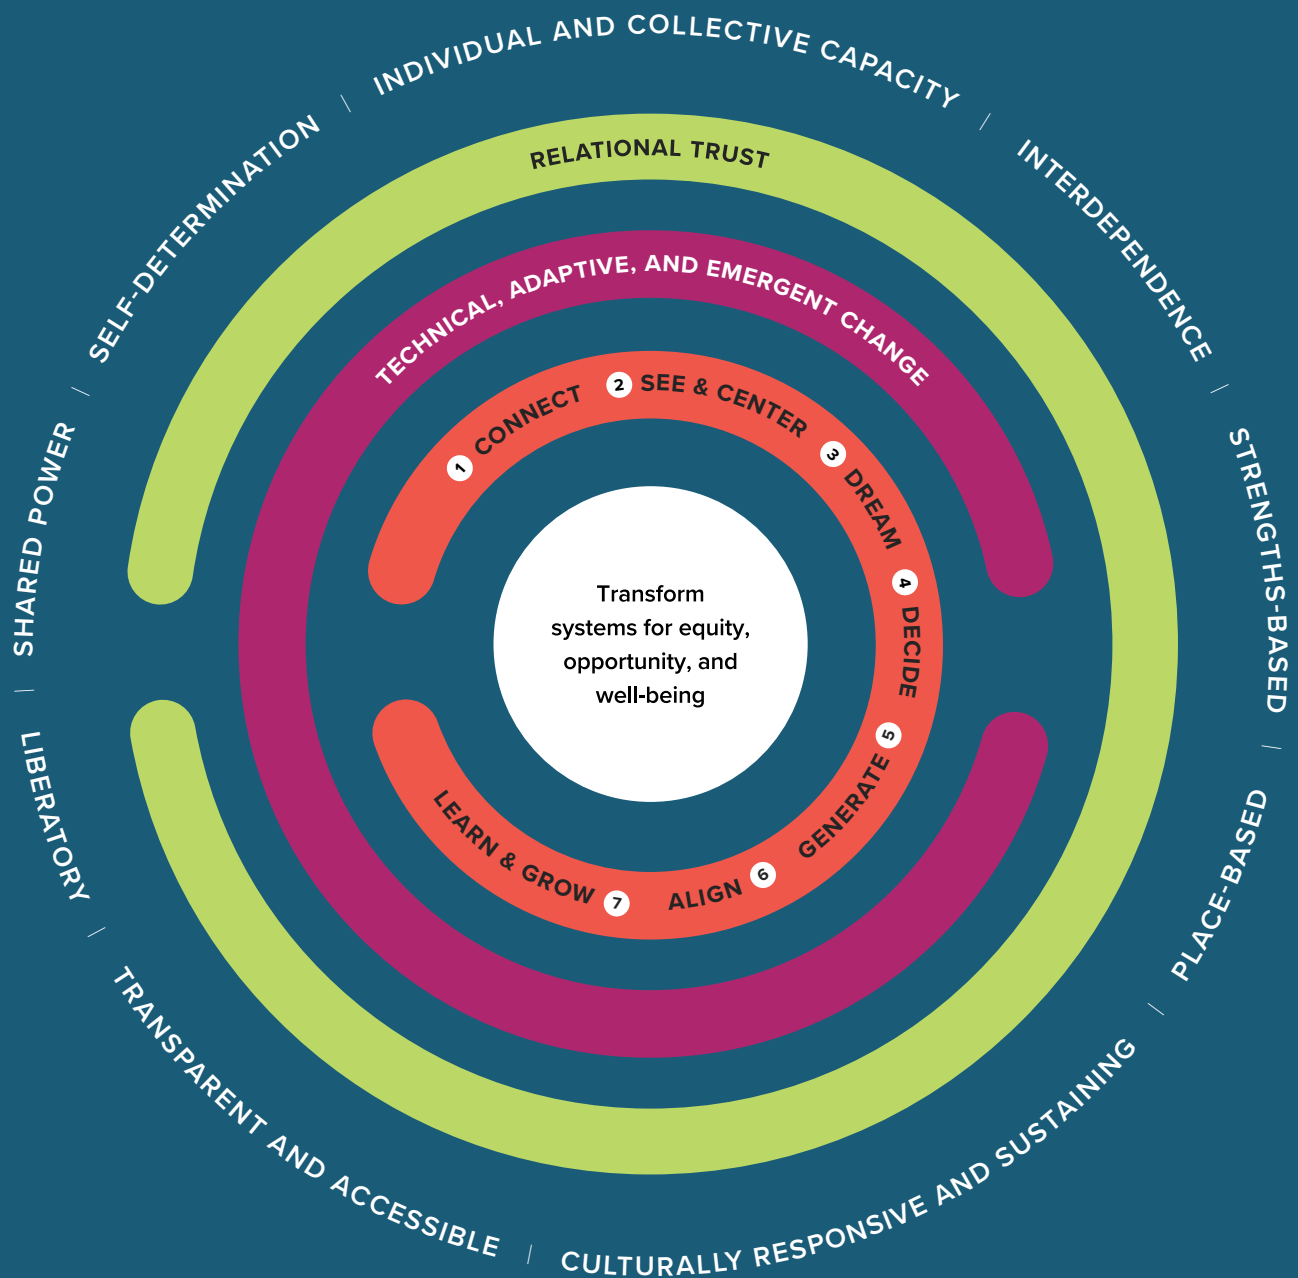 INDIVIDUAL AND COLLECTIVE CAPACITY
INTERDEPENDENCE
STRENGTHS-BASED
PLACE-BASED
CULTURALLY RESPONSIVE AND SUSTAINING
TRANSPARENT AND ACCESSIBLE
LIBERATORY
SHARED POWER
SELF-DETERMINATION
RELATIONAL TRUST
TECHNICAL, ADAPTIVE, AND EMERGENT CHANGE
1 CONNECT
2 SEE & CENTER
3 DREAM
4 DECIDE
5 GENERATE
6 ALIGN
7 LEARN & GROW
Transform
systems for equity,
opportunity, and
well-being